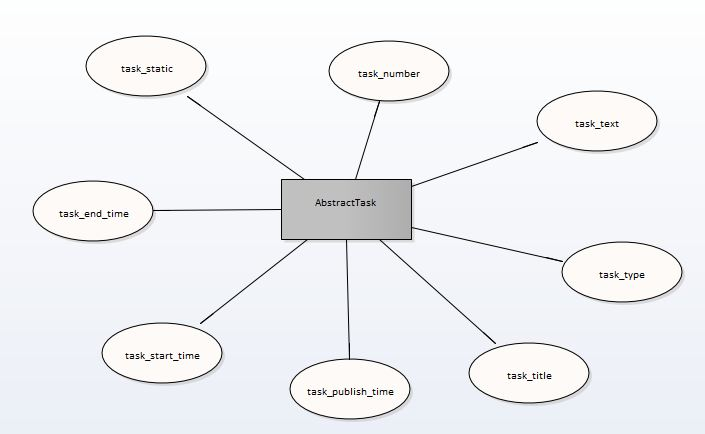 task_static
task_number
task_text
AbstractTask
task_end_time
task_type
task_start_time
task_title
task_publish_time